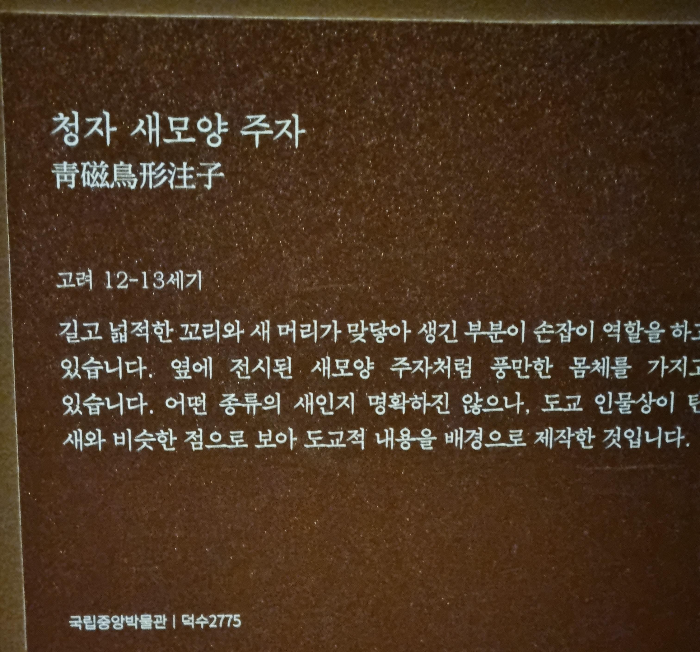 청자 새모양 주자
靑磁鳥形注子
고려 12-13세기
길고 넓적한 꼬리와 새 머리가 맞닿아 생긴 부분이 손잡이 역할을 하고
있습니다. 옆에 전시된 새모양 주자처럼 풍만한 몸체를 가지고
있습니다. 어떤 종류의 새인지 명확하진 않으나, 도교 인물상이
새와 비슷한 점으로 보아 도교적 내용을 배경으로 제작한 것입니다.
국립중앙박물관 | 덕수2775